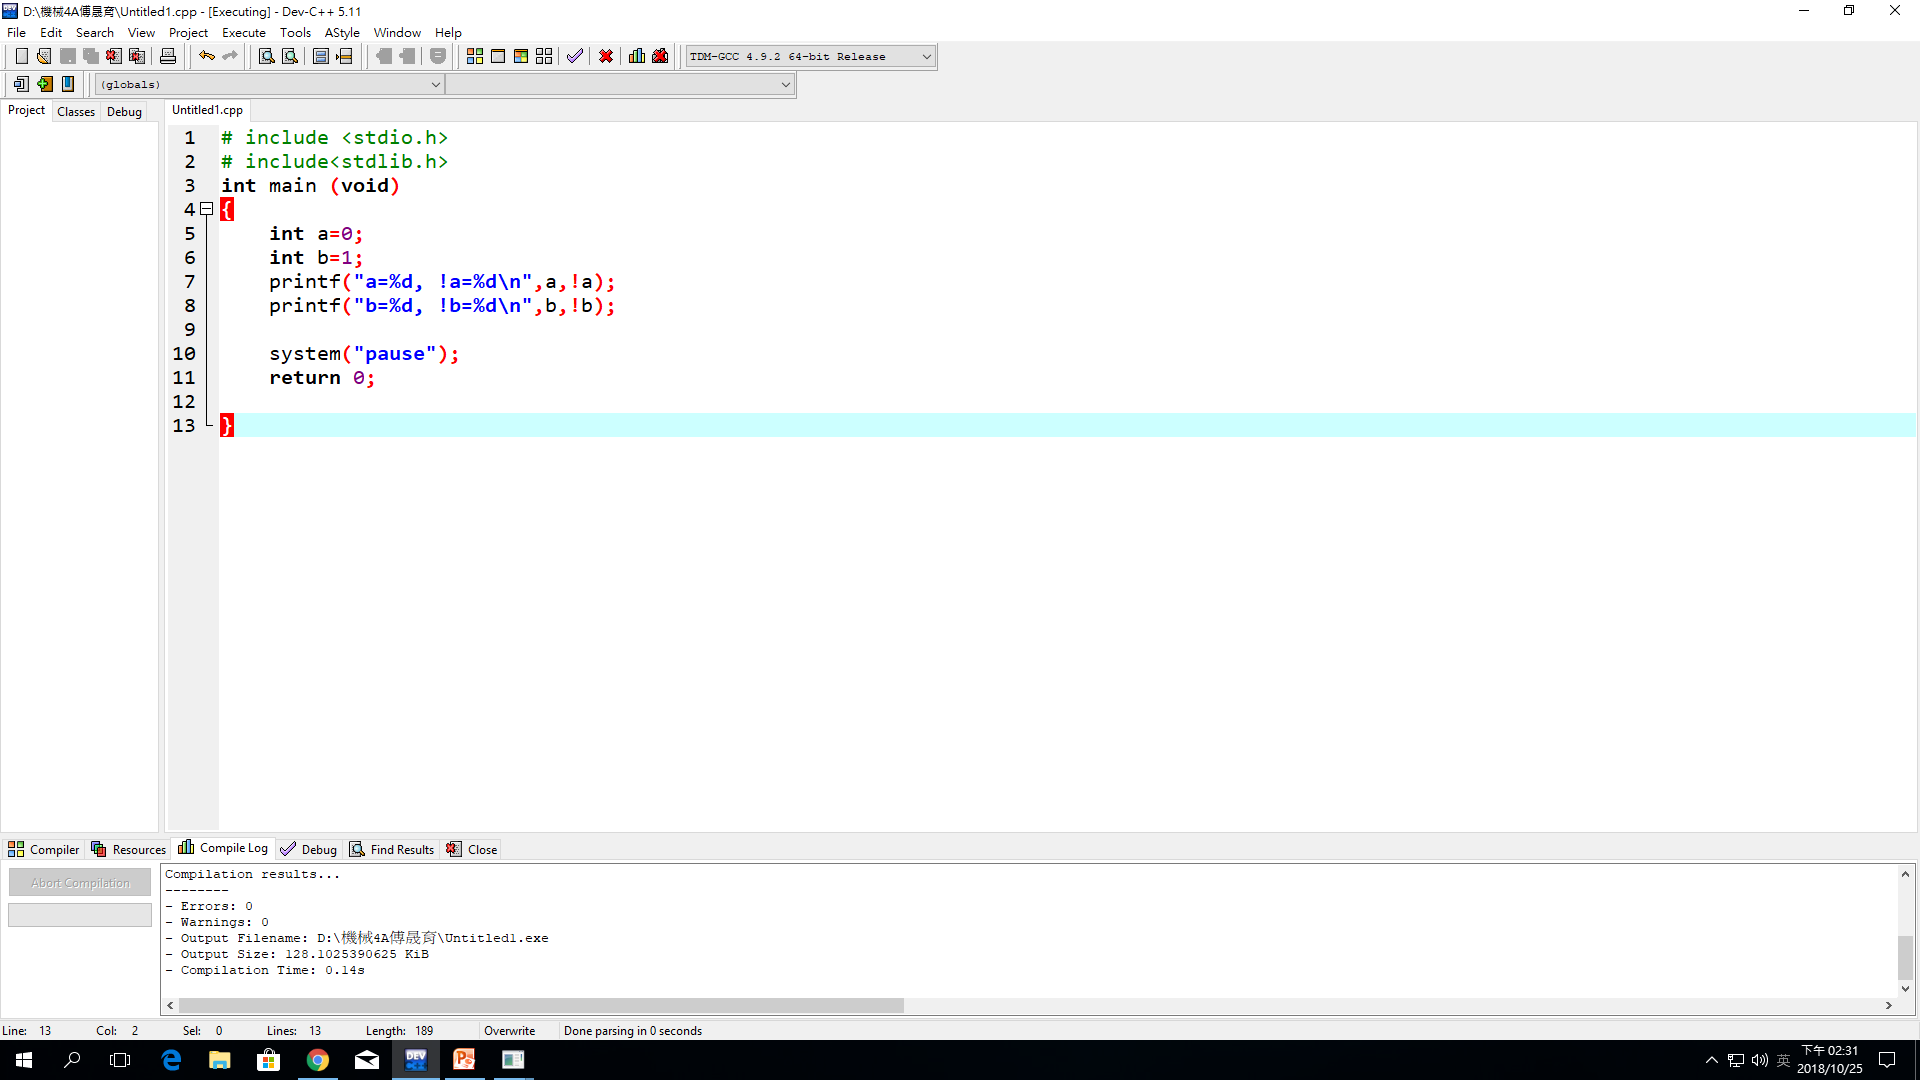 D:\機械4A傅晟育\Untitled1.cpp - [Executing] - Dev-C++ 5.11
File Edit Search View Project Execute Tools AStyle Window Help
TDM-GCC 4.9.2 64-bit Release
(globals)
Project Classes Debug
Untitled1.cpp
1 # include <stdio.h>
2 # include<stdlib.h>
3 int main (void)
4 {
5 int a=0;
6 int b=1;
7 printf("a=%d, !a=%d\n",a,!a);
8 printf("b=%d, !b=%d\n",b,!b);
9
10 system("pause");
11 return 0;
12
13 }
Compiler Resources Compile Log Debug Find Results Close
Abort Compilation
Compilation results...
--------
- Errors: 0
- Warnings: 0
- Output Filename: D:\機械4A傅晟育\Untitled1.exe
- Output Size: 128.1025390625 KiB
- Compilation Time: 0.14s
Line: 13 Col: 2 Sel: 0 Lines: 13 Length: 189 Overwrite Done parsing in 0 seconds
英
下午 02:31
2018/10/25